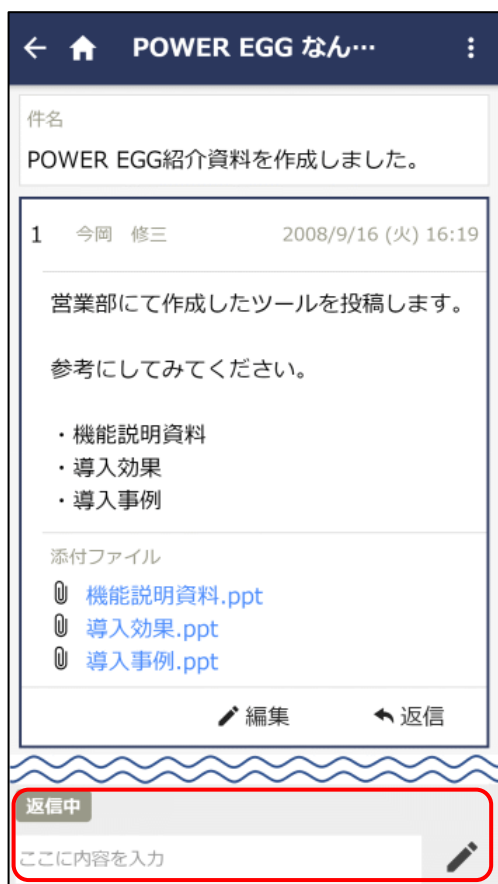 POWER EGG なん…
件名
POWER EGG紹介資料を作成しました。
1 今岡 修三 2008/9/16 (火) 16:19
営業部にて作成したツールを投稿します。
参考にしてみてください。
・機能説明資料
・導入効果
・導入事例
添付ファイル
機能説明資料.ppt
導入効果.ppt
導入事例.ppt
編集 返信
返信中
ここに内容を入力